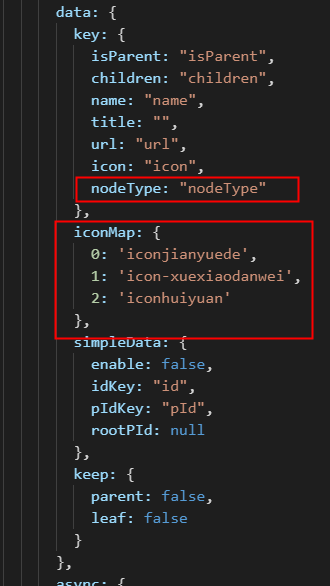 data: {
key: {
isParent: "isParent",
children: "children",
name: "name",
title: "",
url: "url",
icon: "icon",
nodeType: "nodeType"
},
iconMap: {
0: 'iconjianyuede',
1: 'icon-xuexiaodanwei',
2: 'iconhuiyuan'
},
simpleData: {
enable: false,
idKey: "id",
pIdKey: "pId",
rootPId: null
},
keep: {
parent: false,
leaf: false
}
},
async: {